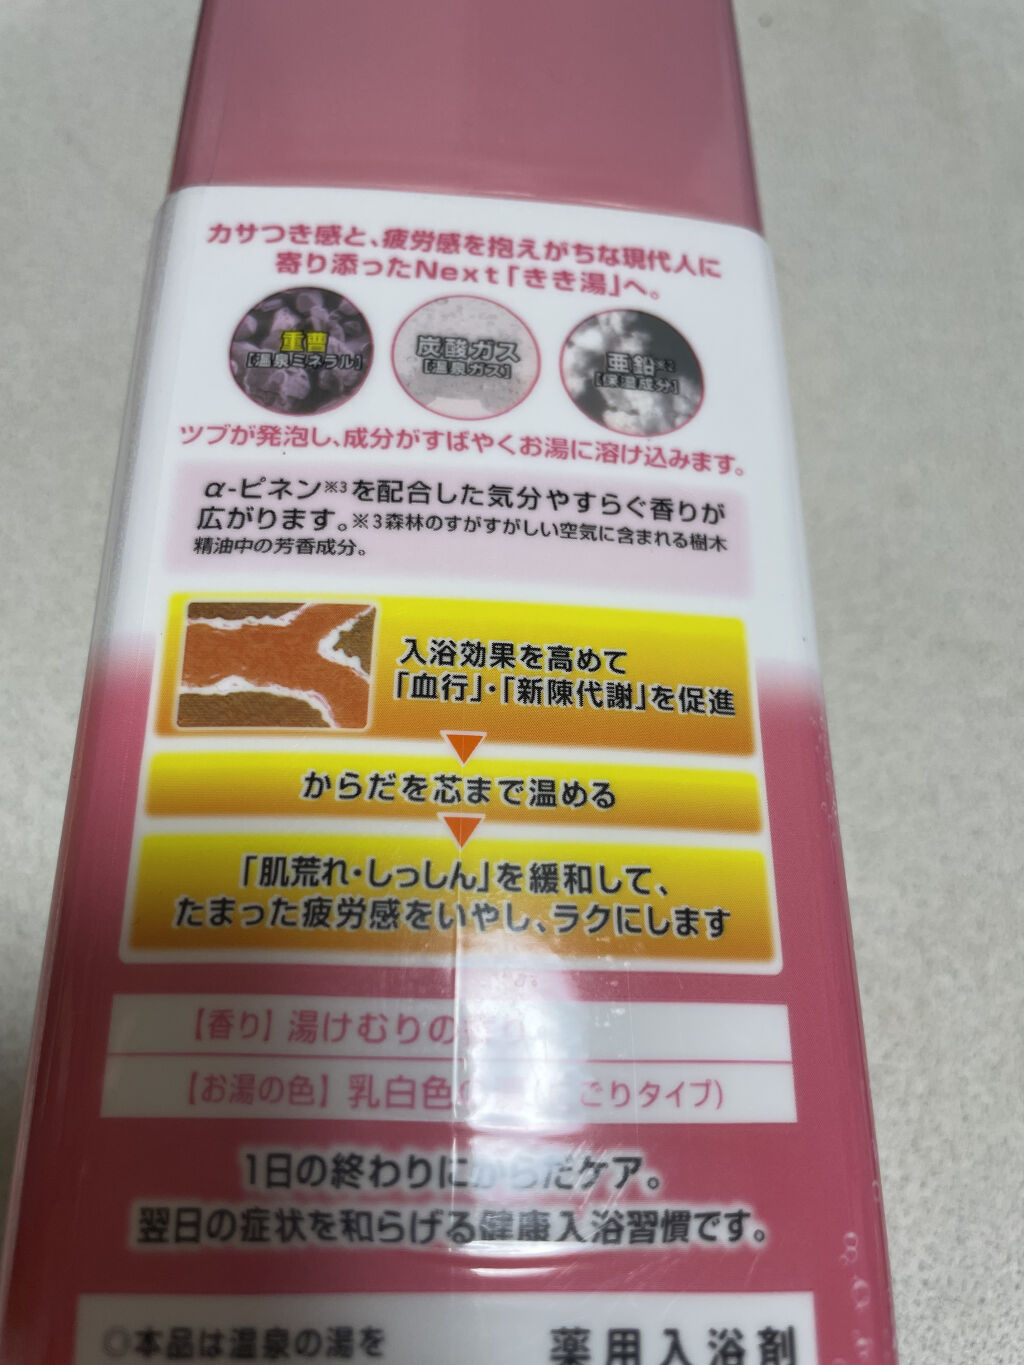 カサつき感と、疲労感を抱えがちな現代人に
寄り添ったNext「きき湯」へ。
重曹
[温泉ミネラル]
炭酸ガス
[温泉ガス]
亜鉛※2
[保温成分]
ツブが発泡し、成分がすばやくお湯に溶け込みます。
α-ピネン※3を配合した気分やすらぐ香りが
広がります。※3森林のすがすがしい空気に含まれる樹木
精油中の芳香成分。
入浴効果を高めて
「血行」・「新陳代謝」を促進
からだを芯まで温める
「肌荒れ・しっしん」を緩和して、
たまった疲労感をいやし、ラクにします
【香り】湯けむりの香り
【お湯の色】乳白色の ごりタイプ)
1日の終わりにからだケア。
翌日の症状を和らげる健康入浴習慣です。
◎本品は温泉の湯を
薬用入浴剤